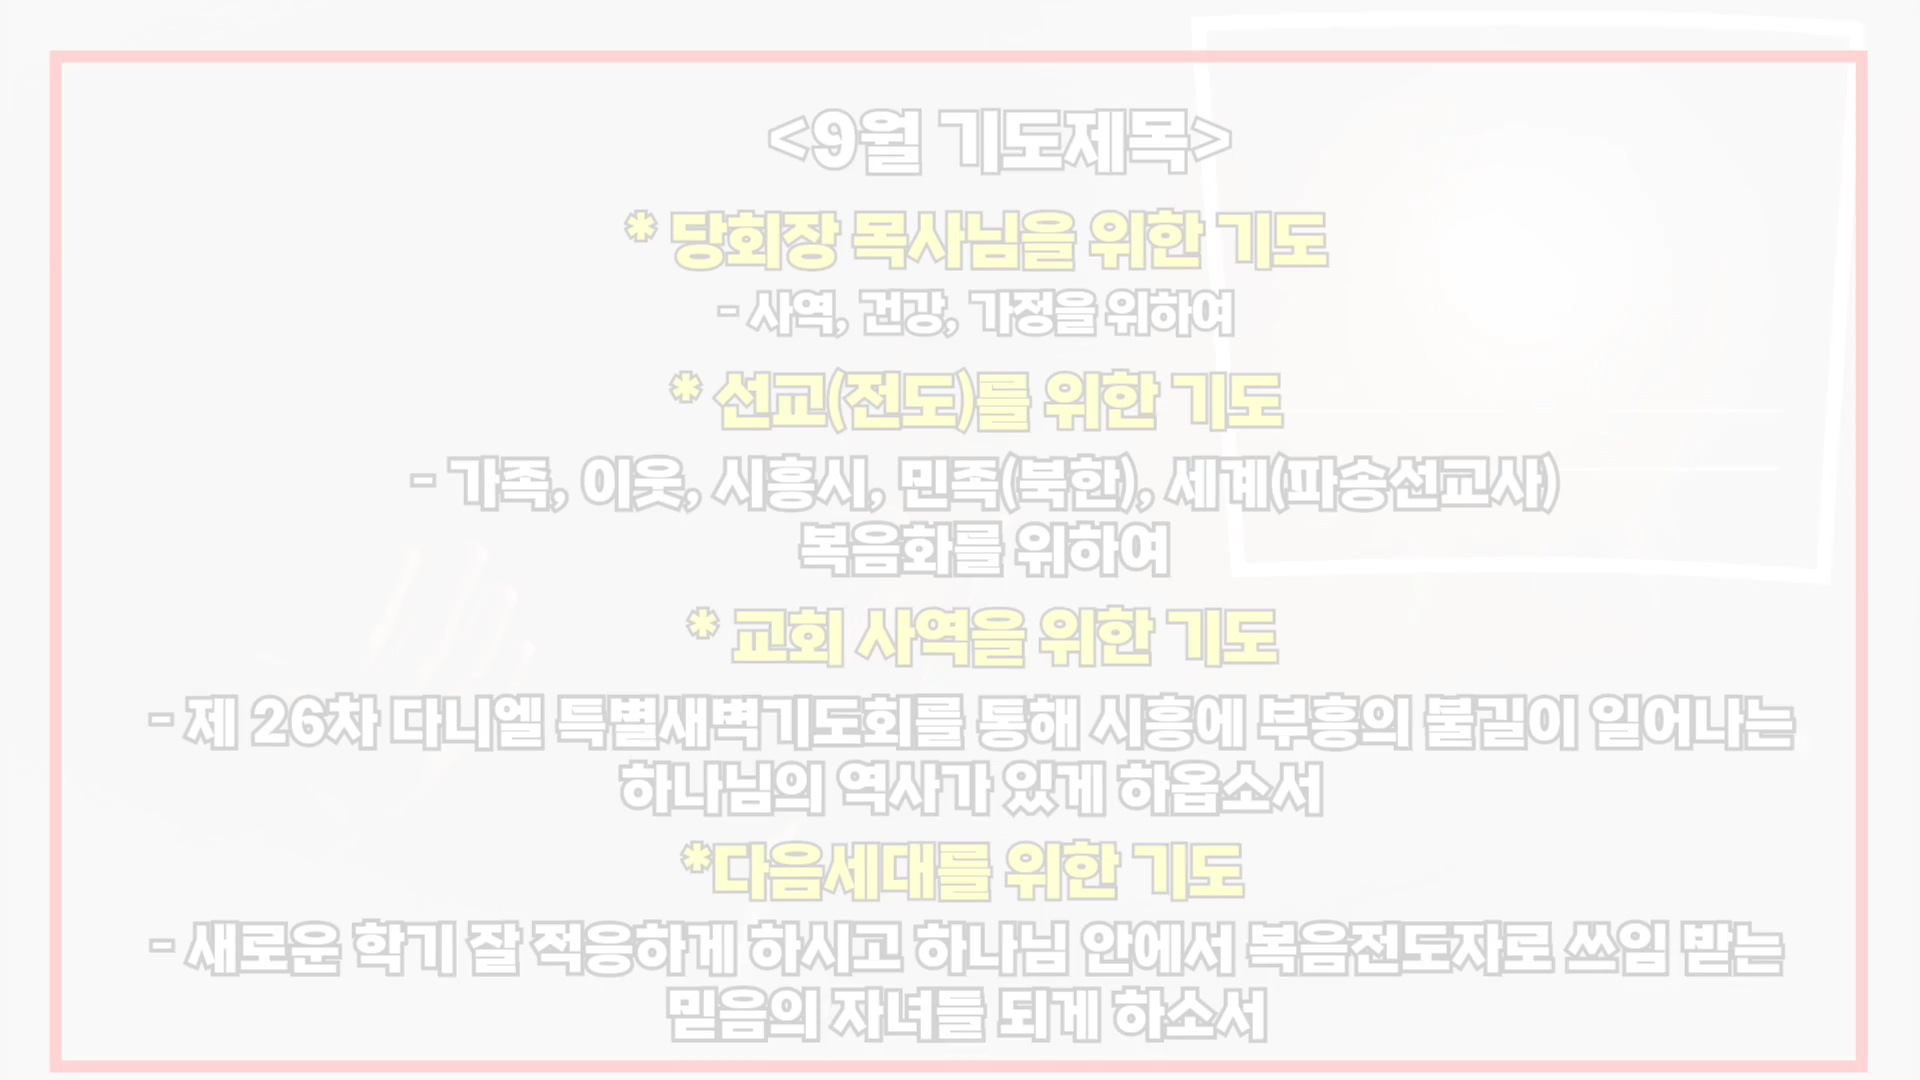 <9월 기도제목>
* 당회장 목사님을 위한 기도
- 사역, 건강, 가정을 위하여
* 선교(전도)를 위한 기도
- 가족, 이웃, 시흥시, 민족(북한), 세계(파송선교사)
복음화를 위하여
* 교회 사역을 위한 기도
- 제 26차 다니엘 특별새벽기도회를 통해 시흥에 부흥의 불길이 일어나는
하나님의 역사가 있게 하옵소서
*다음세대를 위한 기도
- 새로운 학기 잘 적응하게 하시고 하나님 안에서 복음전도자로 쓰임 받는
믿음의 자녀들 되게 하소서